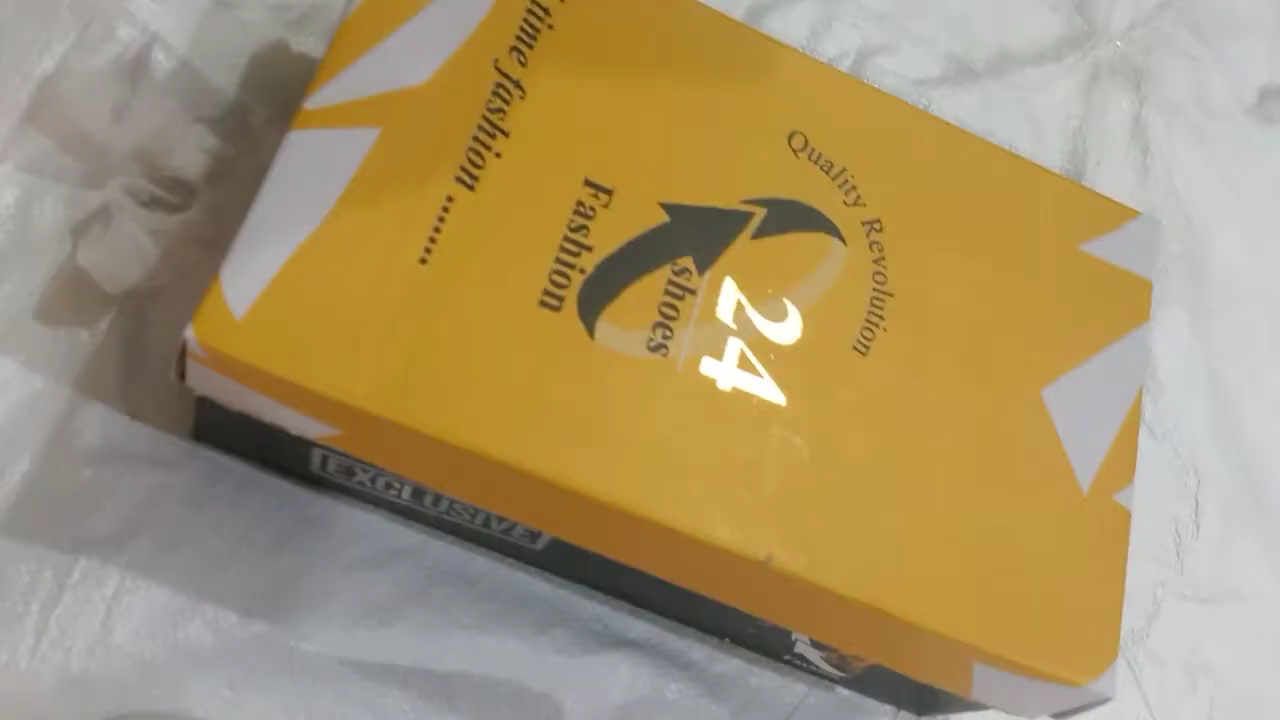 Quality Revolution
24
shoes
Fashion
time fashion .......
EXCLUSIVE